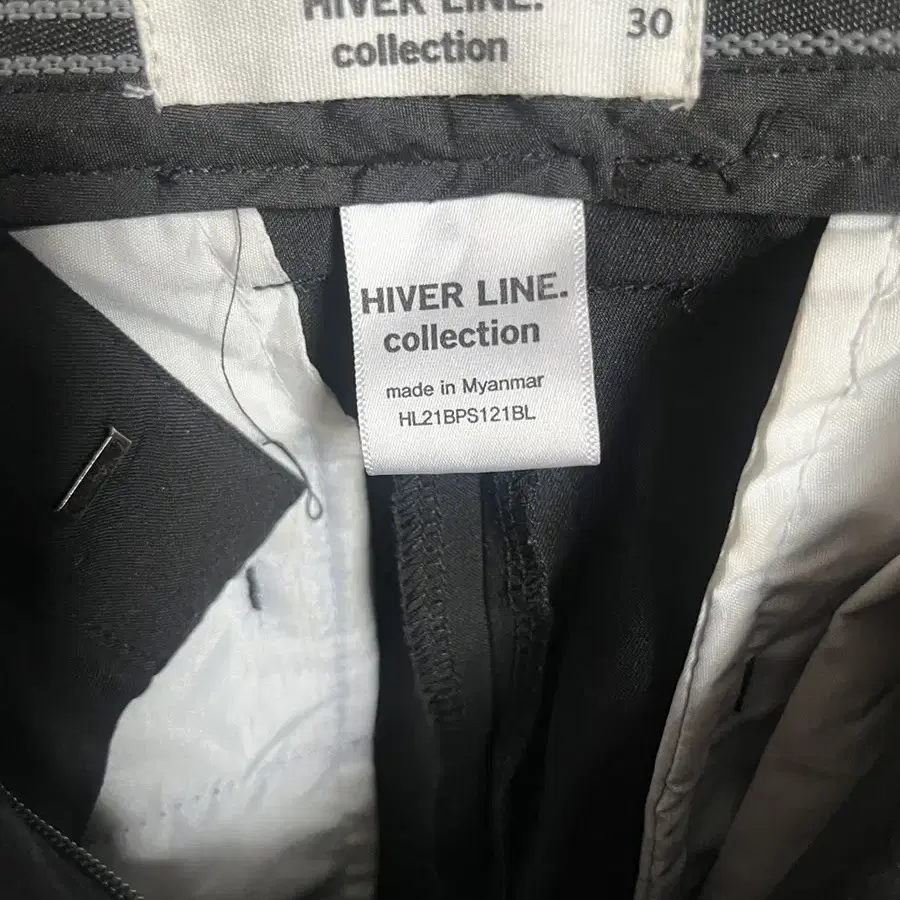 HIVER LINE.
collection
30
HIVER LINE.
collection
made in Myanmar
HL21BPS121BL